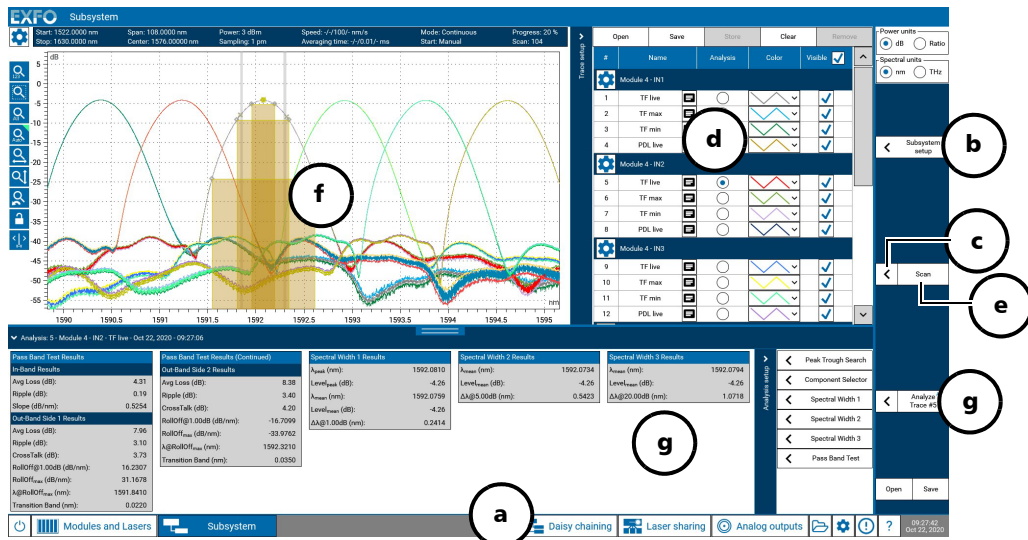 EXFO Subsystem
Start: 1522.0000 nm Span: 108.0000 nm Power: 3 dBm Speed: -/-/100/- nm/s Mode: Continuous Progress: 20 %
Stop: 1630.0000 nm Center: 1576.00000 nm Sampling: 1 pm Averaging time: -/-/0.01/- ms Start: Manual Scan: 104
dB
5
0
-5
-10
-15
-20
-25
-30
-35
-40
-45
-50
-55
nm
1590 1590.5 1591 1591.5 1592 1592.5 1593 1593.5 1594 1594.5 1595
f
Trace setup
Open Save Store Clear Remove
# Name Analysis Color Visible
Module 4 - IN1
1 TF live
2 TF max
3 TF min
4 PDL live
d
Module 4 - IN2
5 TF live
6 TF max
7 TF min
8 PDL live
Module 4 - IN3
9 TF live
10 TF max
11 TF min
12 PDL live
Power units
dB Ratio
Spectral units
nm THz
Subsystem setup
b
c
Scan
e
Analyze Trace #5
g
Open Save
Analysis: 5 - Module 4 - IN2 - TF live - Oct 22, 2020 - 09:27:06
Pass Band Test Results
In-Band Results
Avg Loss (dB): 4.31
Ripple (dB): 0.19
Slope (dB/nm): 0.5254
Out-Band Side 1 Results
Avg Loss (dB): 7.96
Ripple (dB): 3.10
CrossTalk (dB): 3.73
RollOff@1.00dB (dB/nm): 16.2307
RollOffmax (dB/nm): 31.1678
λ@RollOffmax (nm): 1591.8410
Transition Band (nm): 0.0220
Pass Band Test Results (Continued)
Out-Band Side 2 Results
Avg Loss (dB): 8.38
Ripple (dB): 3.40
CrossTalk (dB): 4.20
RollOff@1.00dB (dB/nm): -16.7099
RollOffmax (dB/nm): -33.9762
λ@RollOffmax (nm): 1592.3210
Transition Band (nm): 0.0350
Spectral Width 1 Results
λpeak (nm): 1592.0810
Levelpeak (dB): -4.26
λmean (nm): 1592.0759
Levelmean (dB): -4.26
Δλ@1.00dB (nm): 0.2414
Spectral Width 2 Results
λmean (nm): 1592.0734
Levelmean (dB): -4.26
Δλ@5.00dB (nm): 0.5423
Spectral Width 3 Results
λmean (nm): 1592.0794
Levelmean (dB): -4.26
Δλ@20.00dB (nm): 1.0718
g
Analysis setup
Peak Trough Search
Component Selector
Spectral Width 1
Spectral Width 2
Spectral Width 3
Pass Band Test
a
Modules and Lasers Subsystem Daisy chaining Laser sharing Analog outputs ? 09:27:42
Oct 22, 2020